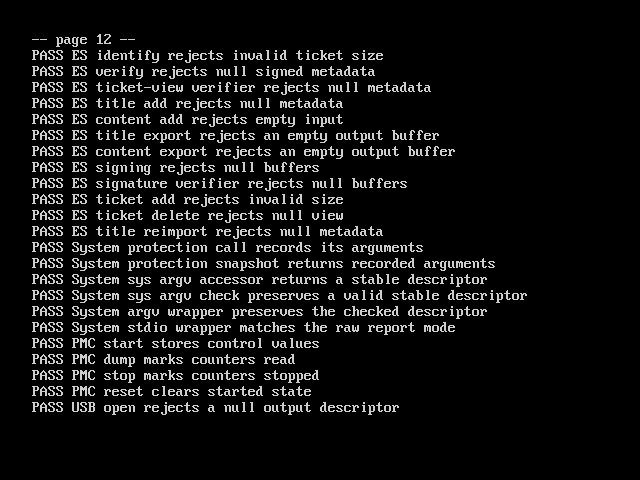 -- page 12 --
PASS ES identify rejects invalid ticket size
PASS ES verify rejects null signed metadata
PASS ES ticket-view verifier rejects null metadata
PASS ES title add rejects null metadata
PASS ES content add rejects empty input
PASS ES title export rejects an empty output buffer
PASS ES content export rejects an empty output buffer
PASS ES signing rejects null buffers
PASS ES signature verifier rejects null buffers
PASS ES ticket add rejects invalid size
PASS ES ticket delete rejects null view
PASS ES title reimport rejects null metadata
PASS System protection call records its arguments
PASS System protection snapshot returns recorded arguments
PASS System sys argv accessor returns a stable descriptor
PASS System sys argv check preserves a valid stable descriptor
PASS System argv wrapper preserves the checked descriptor
PASS System stdio wrapper matches the raw report mode
PASS PMC start stores control values
PASS PMC dump marks counters read
PASS PMC stop marks counters stopped
PASS PMC reset clears started state
PASS USB open rejects a null output descriptor